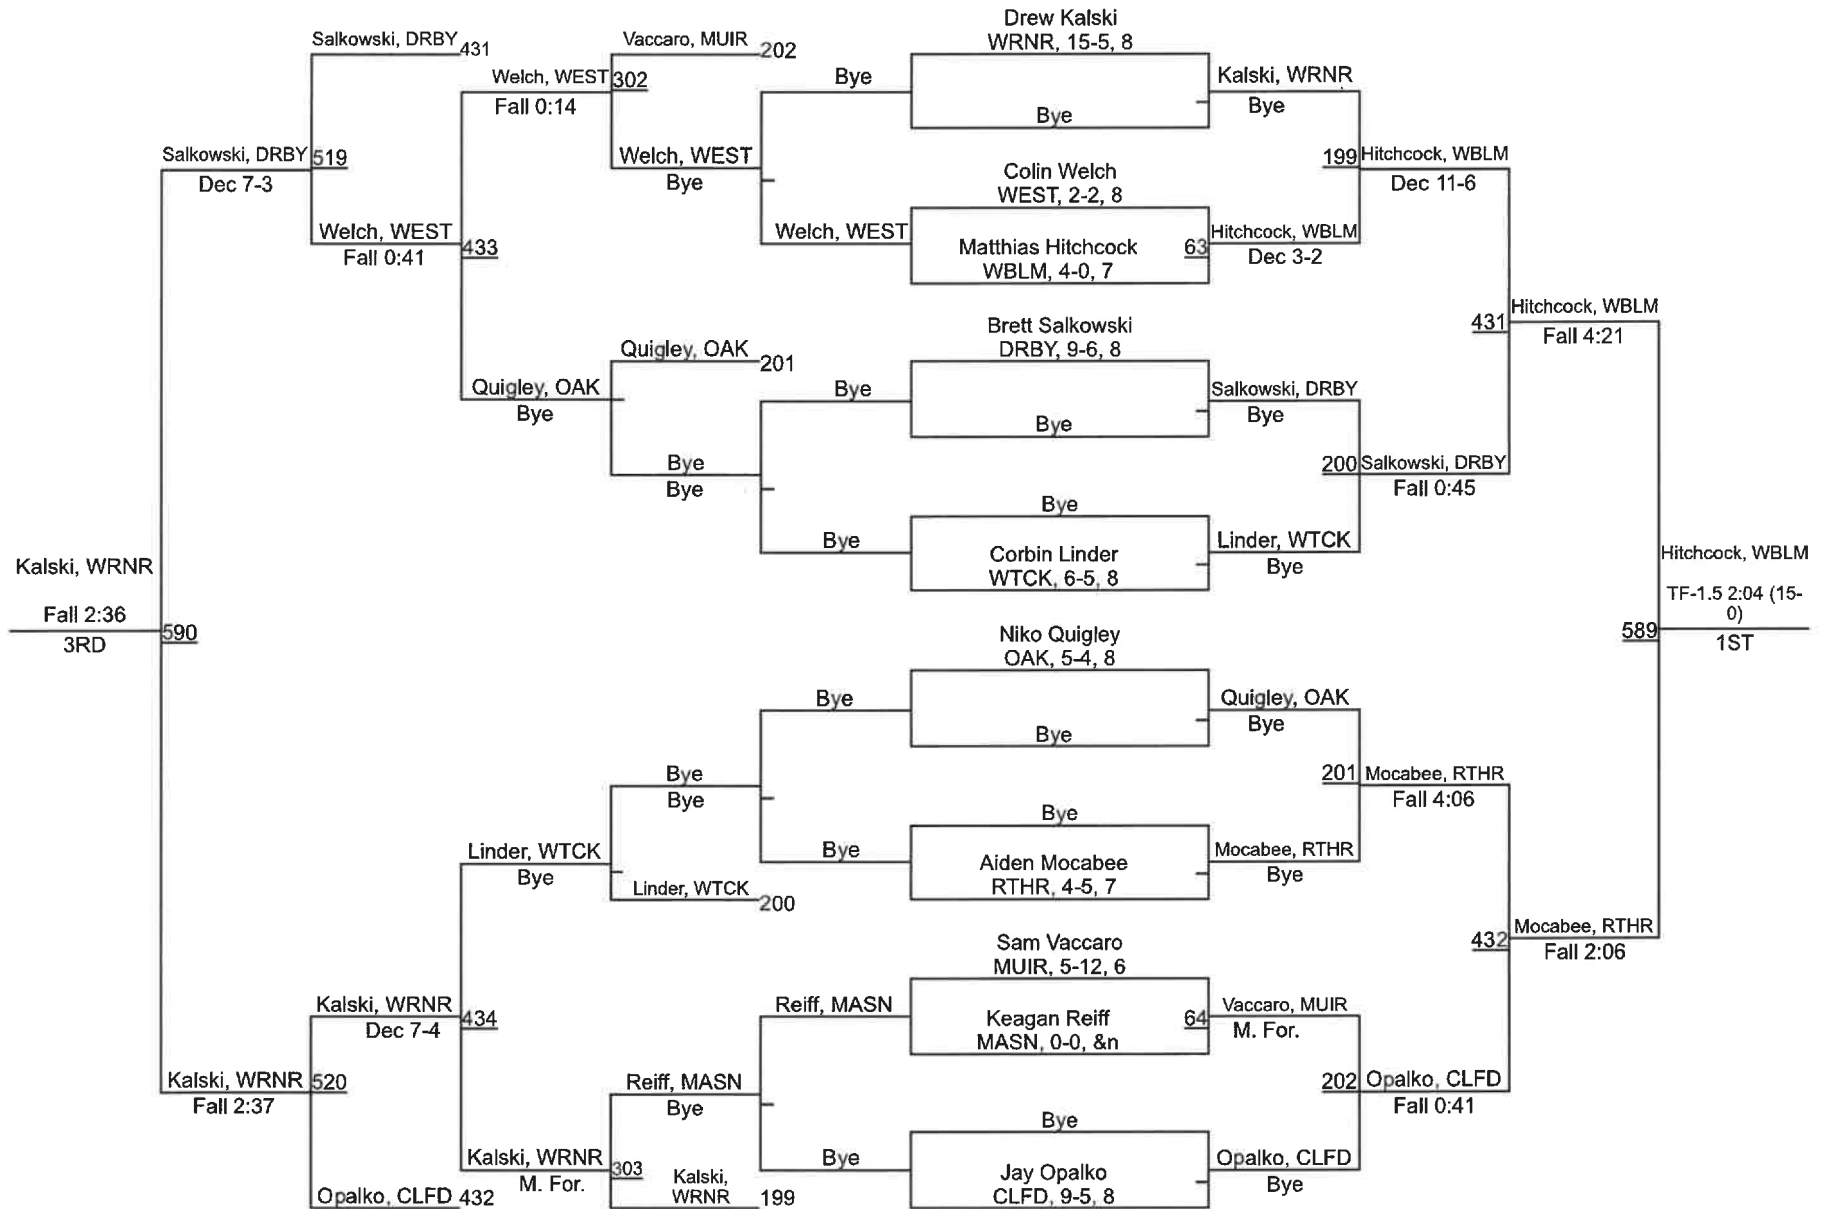 Drew Kalski
WRNR, 15-5, 8
Bye
Colin Welch
WEST, 2-2, 8
Matthias Hitchcock
WBLM, 4-0, 7
63
Brett Salkowski
DRBY, 9-6, 8
Bye
Bye
Corbin Linder
WTCK, 6-5, 8
Niko Quigley
OAK, 5-4, 8
Bye
Bye
Aiden Mocabee
RTHR, 4-5, 7
Sam Vaccaro
MUIR, 5-12, 6
Keagan Reiff
MASN, 0-0, &n
64
Bye
Jay Opalko
CLFD, 9-5, 8
Kalski, WRNR
Bye
199
Hitchcock, WBLM
Dec 3-2
Salkowski, DRBY
Bye
200
Linder, WTCK
Bye
Quigley, OAK
Bye
201
Mocabee, RTHR
Bye
Vaccaro, MUIR
M. For.
202
Opalko, CLFD
Bye
Hitchcock, WBLM
Dec 11-6
431
Salkowski, DRBY
Fall 0:45
Mocabee, RTHR
Fall 4:06
432
Opalko, CLFD
Fall 0:41
Hitchcock, WBLM
Fall 4:21
589
Mocabee, RTHR
Fall 2:06
Hitchcock, WBLM
TF-1.5 2:04 (15-
0)
1ST
Bye
Welch, WEST
Bye
Bye
Bye
Bye
Reiff, MASN
Bye
Vaccaro, MUIR
202
302
Welch, WEST
Bye
Quigley, OAK
201
Bye
Bye
Bye
Bye
Linder, WTCK
200
Reiff, MASN
Bye
303
Kalski,
WRNR
199
Welch, WEST
Fall 0:14
433
Quigley, OAK
Bye
Linder, WTCK
Bye
434
Kalski, WRNR
M. For.
Salkowski, DRBY
431
519
Welch, WEST
Fall 0:41
Kalski, WRNR
Dec 7-4
520
Opalko, CLFD
432
Salkowski, DRBY
Dec 7-3
590
Kalski, WRNR
Fall 2:37
Kalski, WRNR
Fall 2:36
3RD